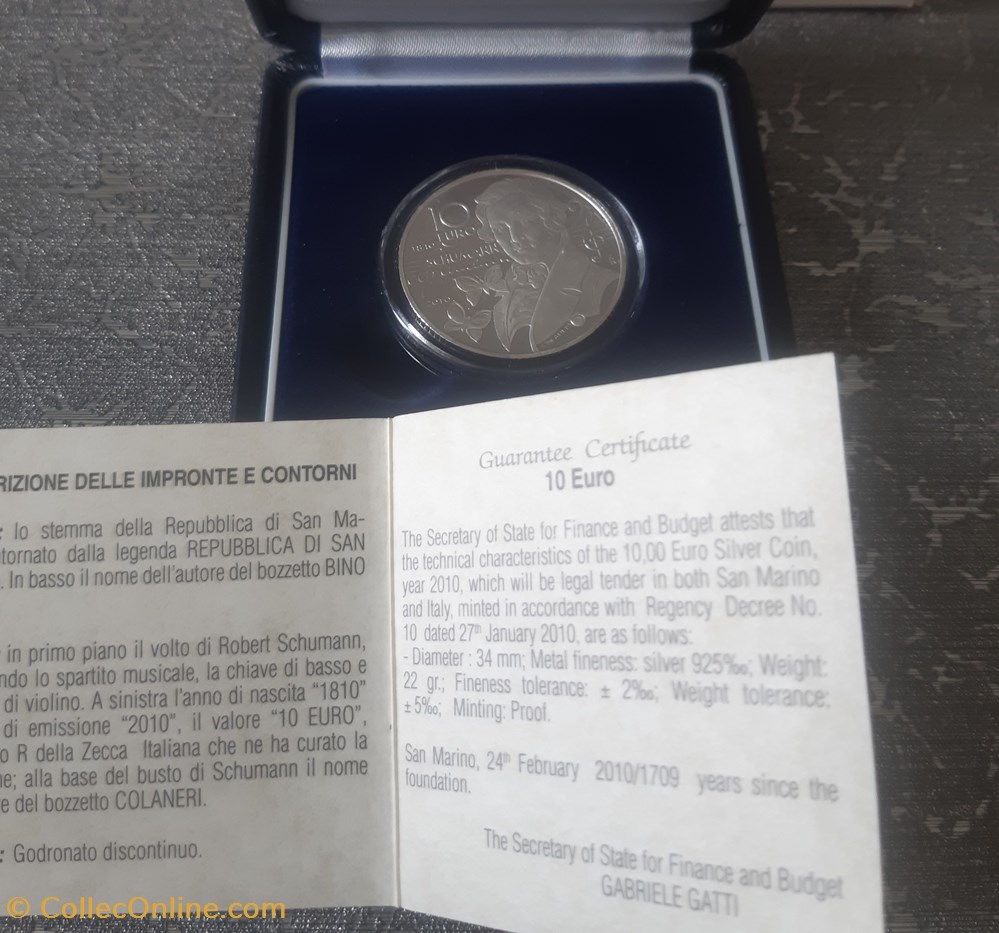 10
EURO
SCHUMANN
RIZIONE DELLE IMPRONTE E CONTORNI
: lo stemma della Repubblica di San Ma-
tornato dalla legenda REPUBBLICA DI SAN
. In basso il nome dell'autore del bozzetto BINO
in primo piano il volto di Robert Schumann,
ndo lo spartito musicale, la chiave di basso e
di violino. A sinistra l'anno di nascita "1810"
di emissione "2010", il valore "10 EURO",
o R della Zecca Italiana che ne ha curato la
ne; alla base del busto di Schumann il nome
e del bozzetto COLANERI.
: Godronato discontinuo.
Guarantee Certificate
10 Euro
The Secretary of State for Finance and Budget attests that
the technical characteristics of the 10,00 Euro Silver Coin,
year 2010, which will be legal tender in both San Marino
and Italy, minted in accordance with Regency Decree No.
10 dated 27th January 2010, are as follows:
- Diameter : 34 mm; Metal fineness: silver 925‰; Weight:
22 gr.; Fineness tolerance: ± 2‰; Weight tolerance:
±5‰; Minting: Proof.
San Marino, 24th February 2010/1709 years since the
foundation.
The Secretary of State for Finance and Budget
GABRIELE GATTI
© CollecOnline.com